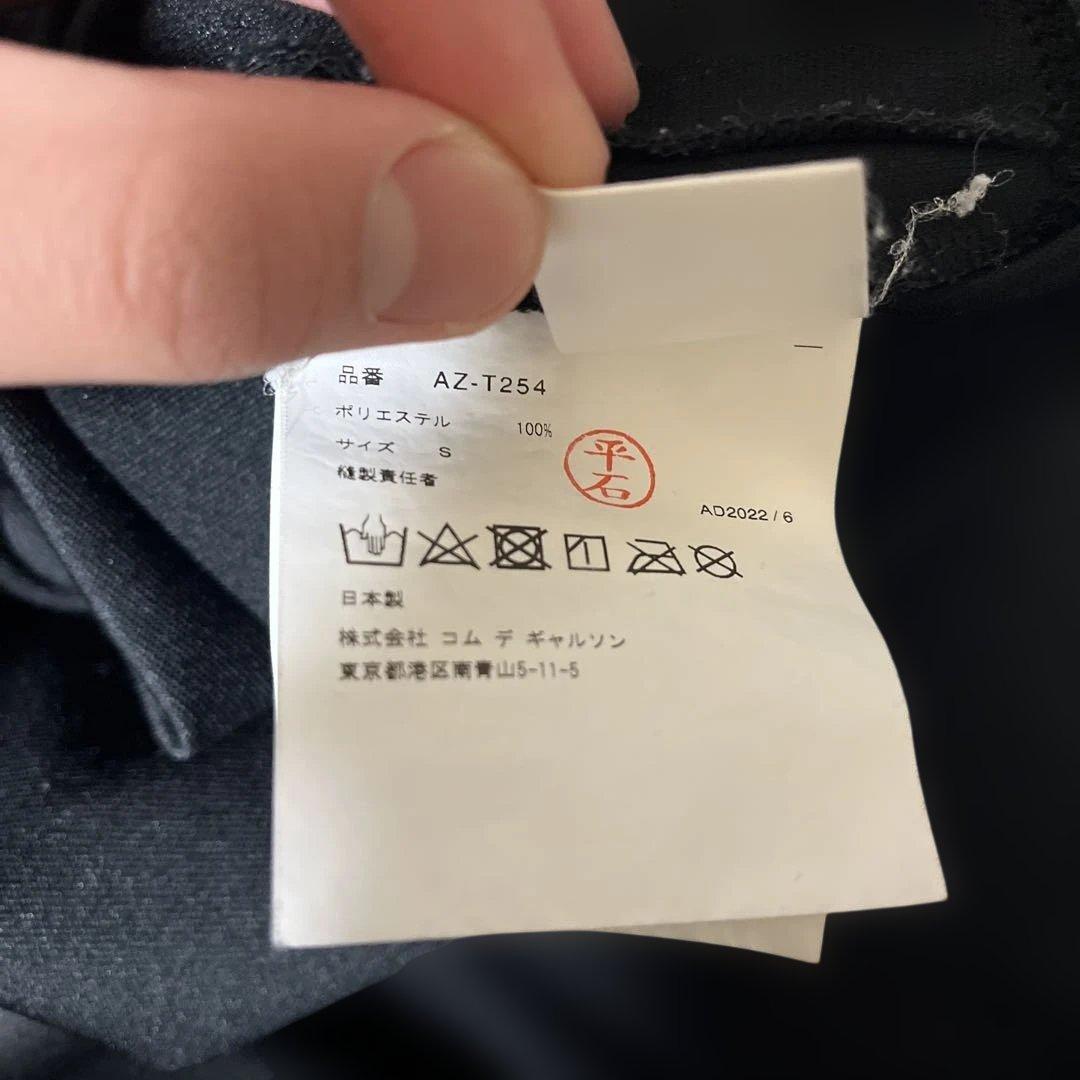 品番 AZ-T254
ポリエステル 100%
サイズ S
縫製責任者
平石
AD2022/6
日本製
株式会社 コム デ ギャルソン
東京都港区南青山5-11-5